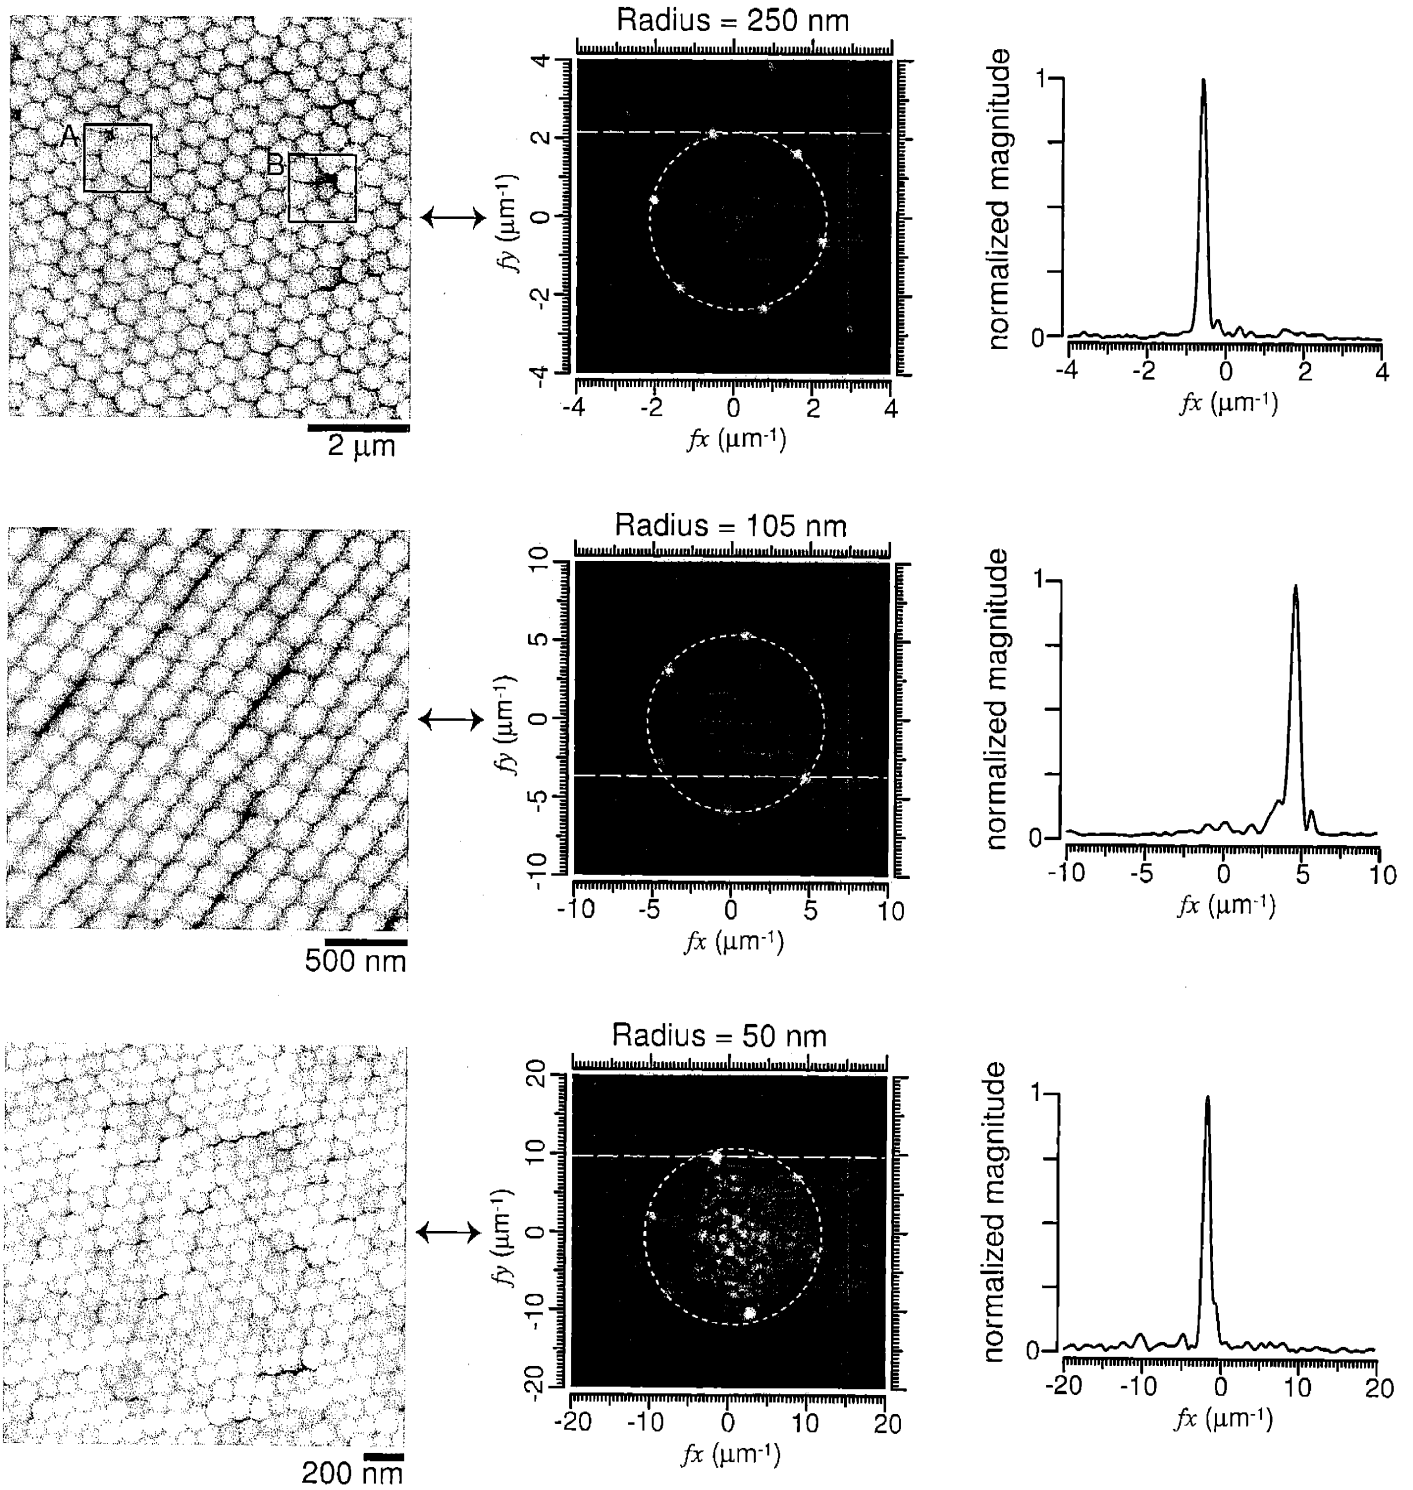 Radius = 250 nm
A
B
4
2
0
-2
-4
fy (μm-1)
-4 -2 0 2 4
fx (μm-1)
2 μm
normalized magnitude
1
0
-4 -2 0 2 4
fx (μm-1)
Radius = 105 nm
10
5
0
-5
-10
fy (μm-1)
-10 -5 0 5 10
fx (μm-1)
500 nm
normalized magnitude
1
0
-10 -5 0 5 10
fx (μm-1)
Radius = 50 nm
20
10
0
-10
-20
fy (μm-1)
-20 -10 0 10 20
fx (μm-1)
200 nm
normalized magnitude
1
0
-20 -10 0 10 20
fx (μm-1)